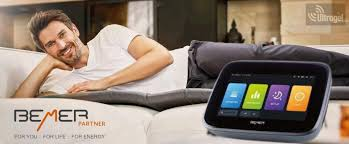 Ultragel
BEMER
PARTNER
FOR YOU · FOR LIFE · FOR ENERGY
BEMER